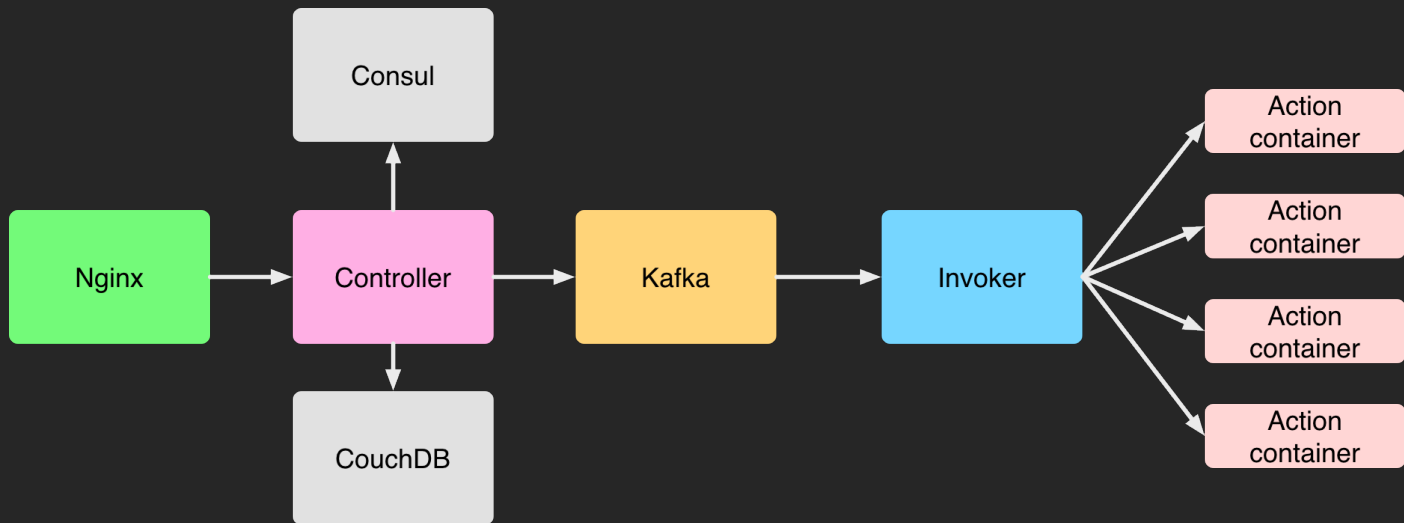 Consul
Nginx
Controller
Kafka
Invoker
CouchDB
Action
container
Action
container
Action
container
Action
container